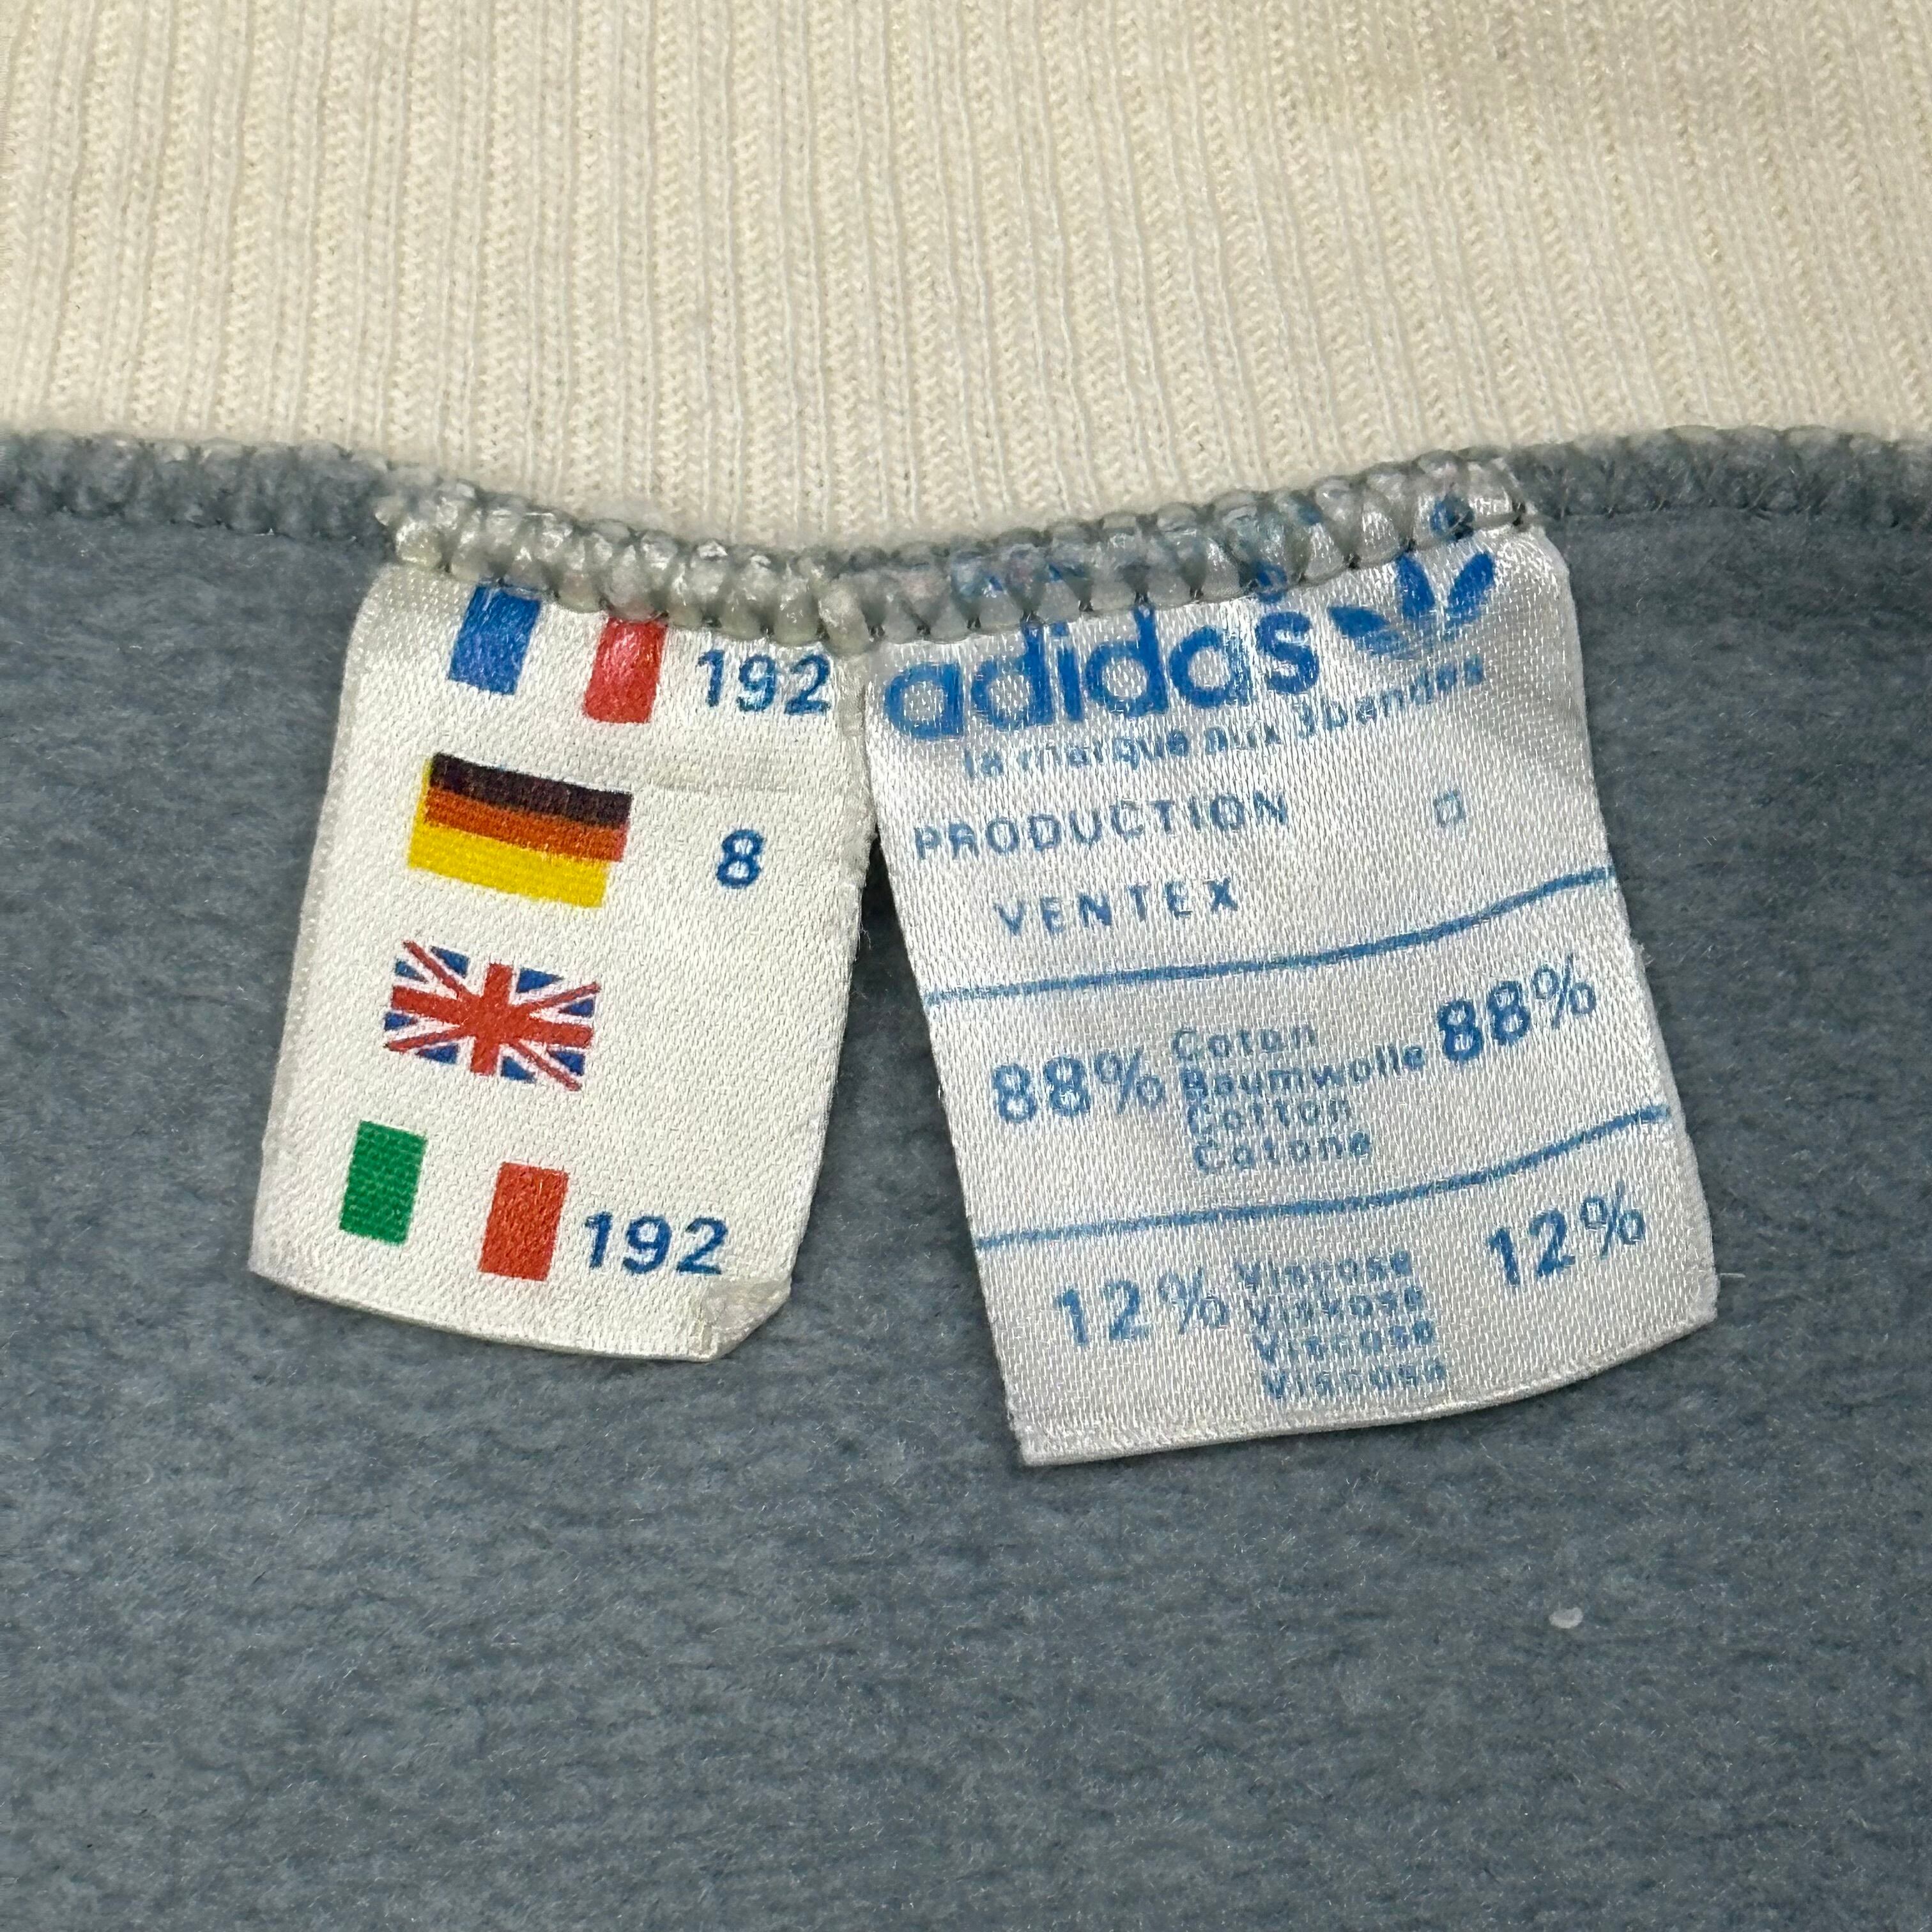 192
8
192
adidas
la marque aux 3 bandes
PRODUCTION
VENTEX
88% Coton 88%
Baumwolle
Cotton
Cotone
12% Viscose 12%
Viskose
Viscose
Viscosa